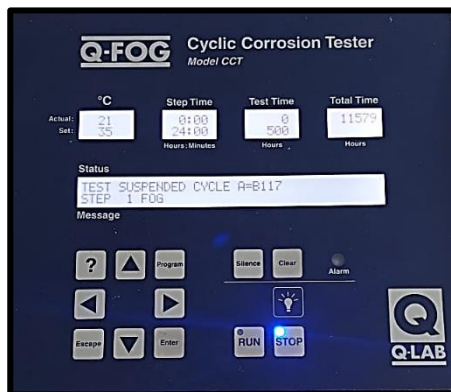 Q-FOG Cyclic Corrosion Tester
Model CCT
°C Step Time Test Time Total Time
Actual: 21 0:00 0 11579
Set: 35 24:00 500
Hours: Minutes Hours Hours
Status
TEST SUSPENDED CYCLE A=B117
STEP 1 FOG
Message
? Program Silence Clear Alarm
Escape Enter RUN STOP
Q
Q-LAB